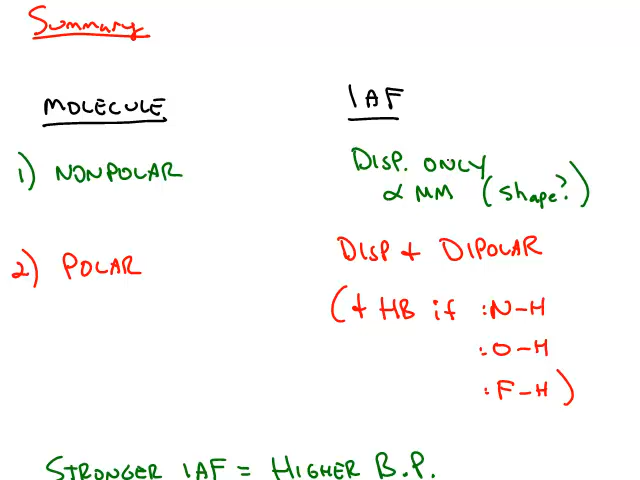 Summary
MOLECULE IAF
1) NONPOLAR DISP. ONLY
∝ MM (shape?)
2) POLAR DISP + DIPOLAR
(+ HB if :N-H
:O-H
:F-H)
STRONGER IAF = HIGHER B.P.